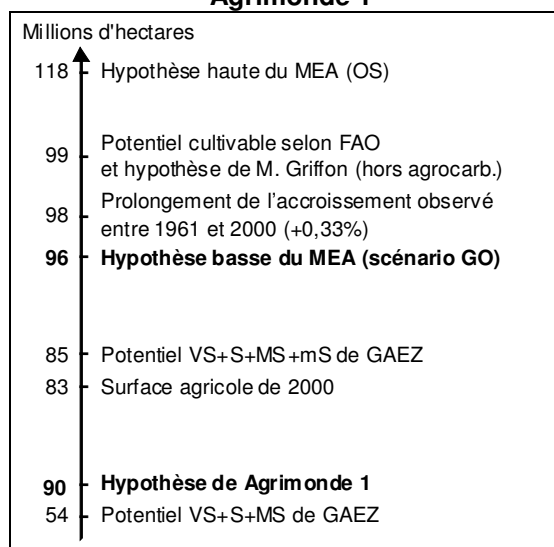 Agrimonde 1
Millions d'hectares
118 Hypothèse haute du MEA (OS)
99 Potentiel cultivable selon FAO
et hypothèse de M. Griffon (hors agrocarb.)
98 Prolongement de l'accroissement observé
entre 1961 et 2000 (+0,33%)
96 Hypothèse basse du MEA (scénario GO)
85 Potentiel VS+S+MS+mS de GAEZ
83 Surface agricole de 2000
90 Hypothèse de Agrimonde 1
54 Potentiel VS+S+MS de GAEZ